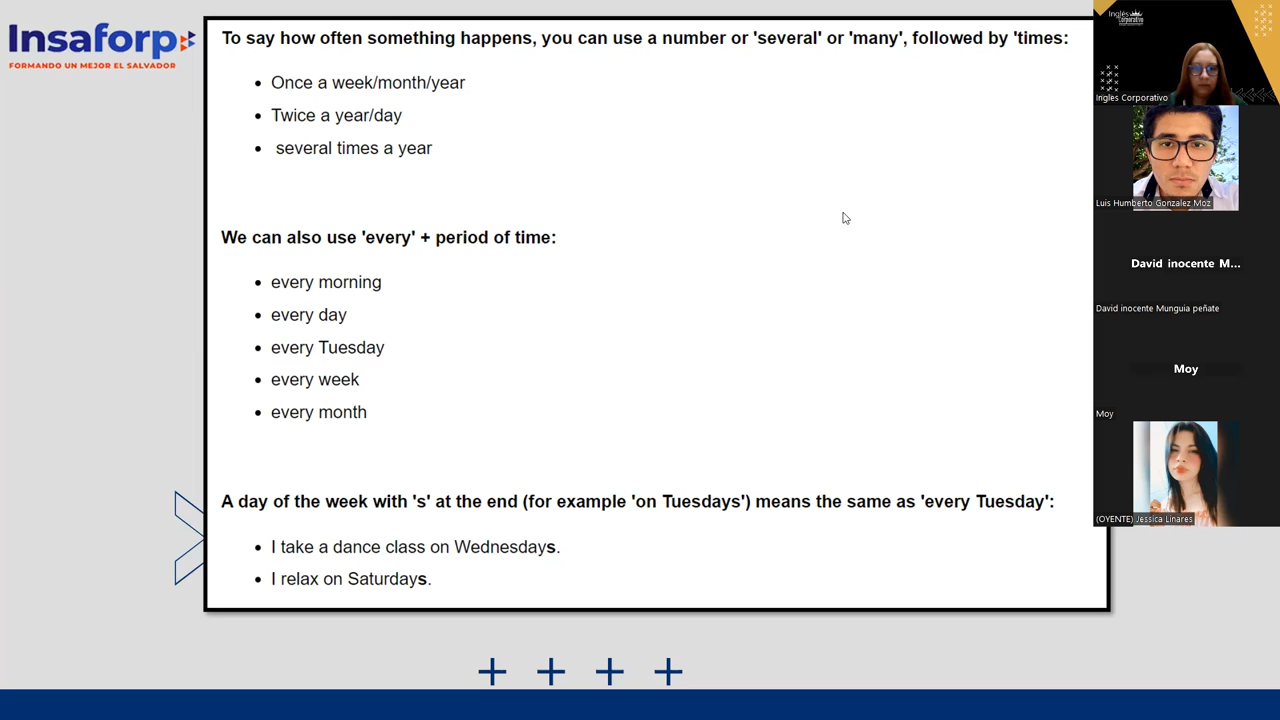 Insaforp
FORMANDO UN MEJOR EL SALVADOR
To say how often something happens, you can use a number or 'several' or 'many', followed by 'times:
Once a week/month/year
Twice a year/day
several times a year
We can also use 'every' + period of time:
every morning
every day
every Tuesday
every week
every month
A day of the week with 's' at the end (for example 'on Tuesdays') means the same as 'every Tuesday':
I take a dance class on Wednesdays.
I relax on Saturdays.
Inglés
Corporativo
Ingles Corporativo
Luis Humberto Gonzalez Moz
David inocente M...
David inocente Munguia peñate
Moy
Moy
(OYENTE) Jessica Linares